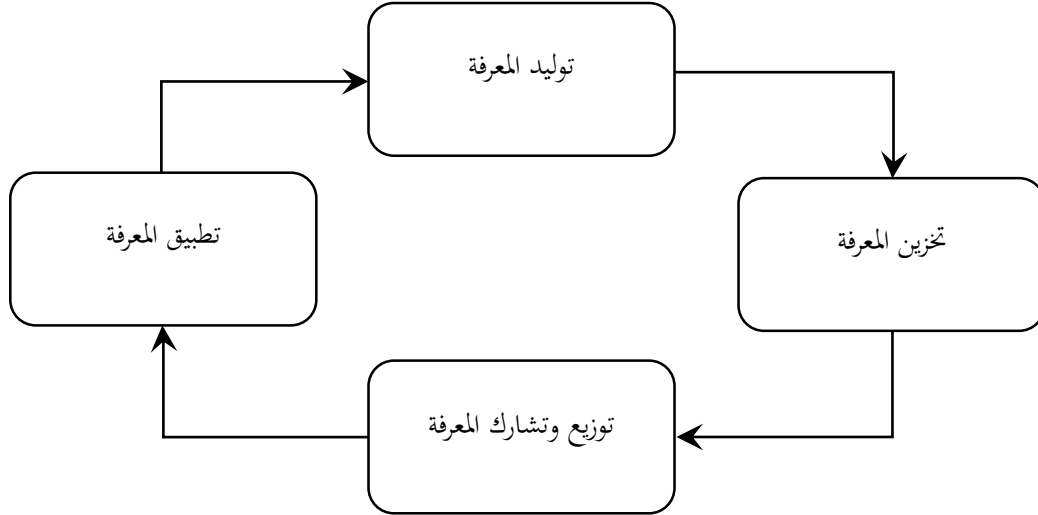 توليد المعرفة
تخزين المعرفة
توزيع وتشارك المعرفة
تطبيق المعرفة